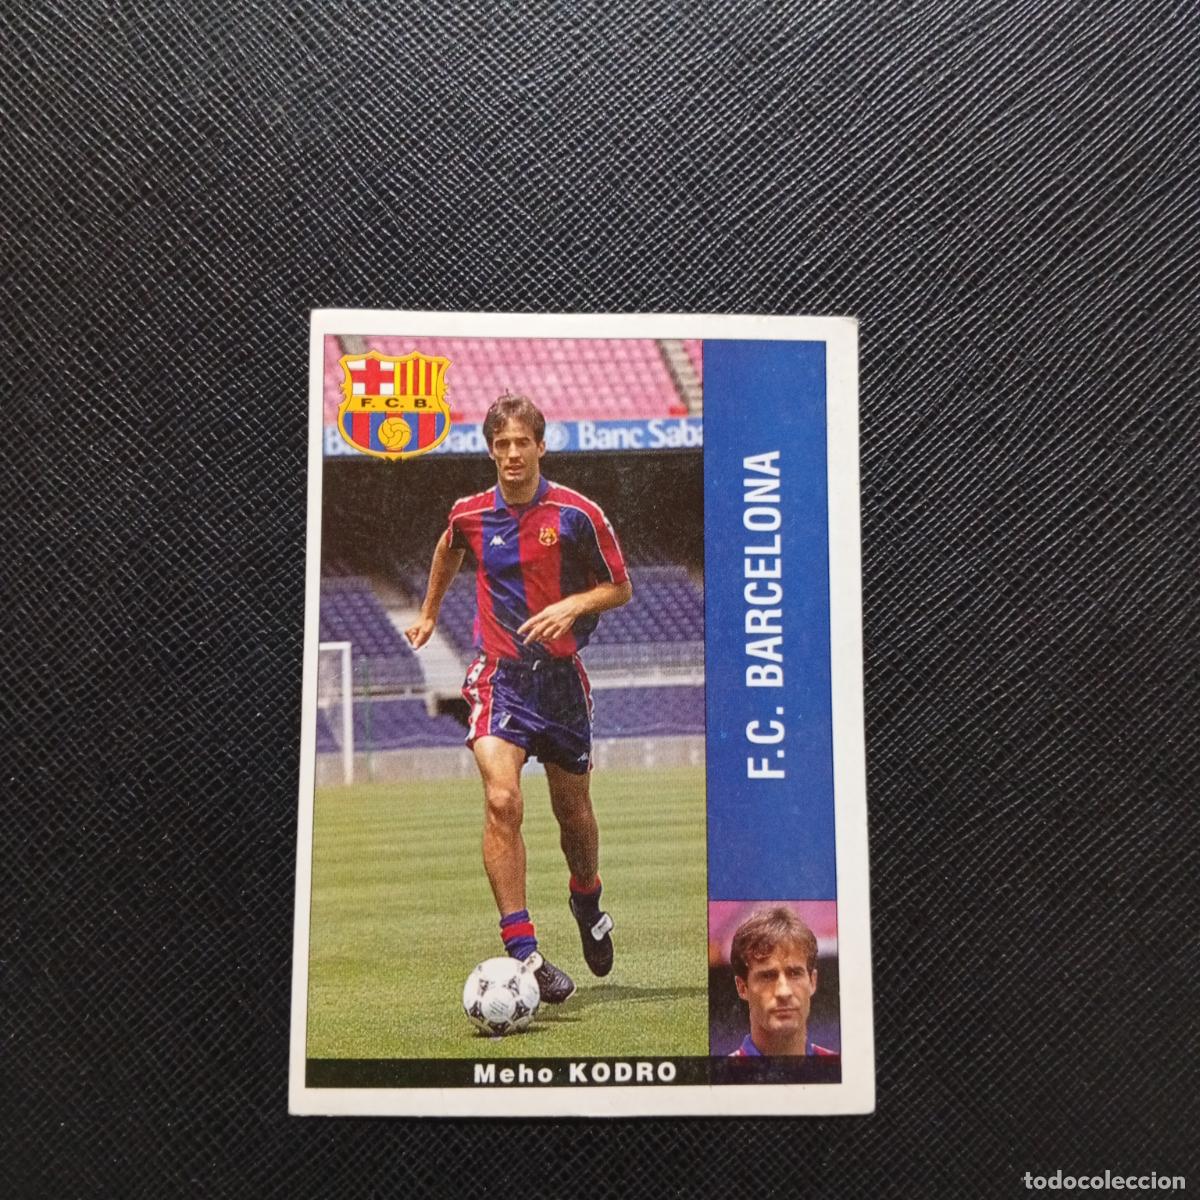 F. C. B.
Banc Saba
F.C. BARCELONA
Meho KODRO
todocoleccion